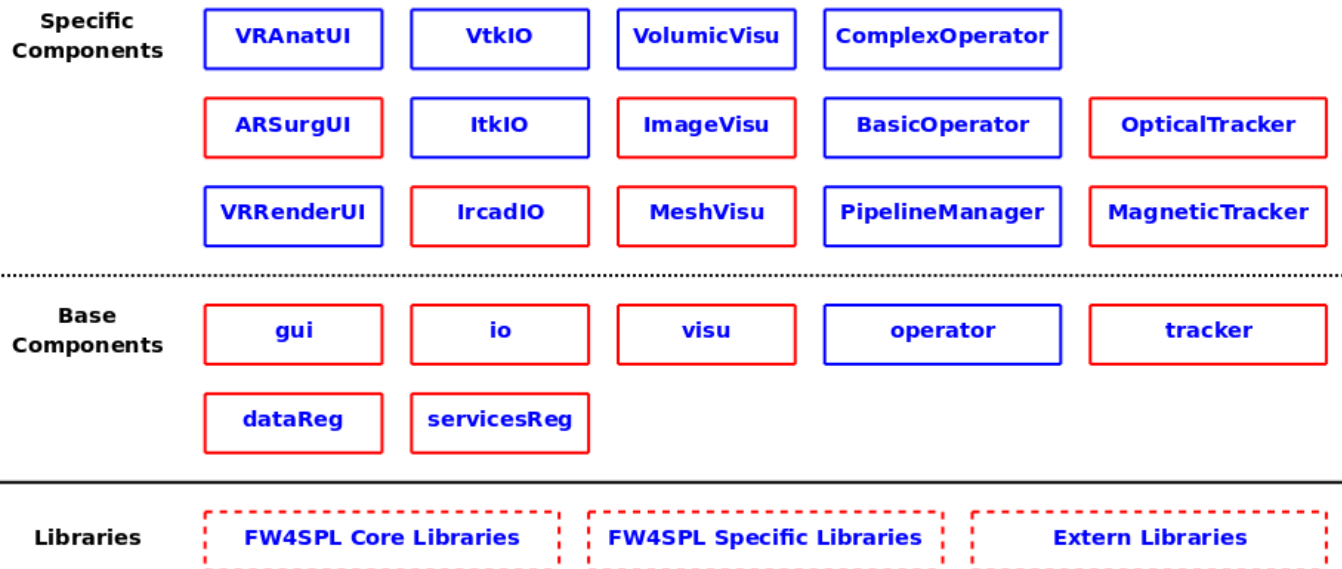 Specific
Components
VRAnatUI
VtkIO
VolumicVisu
ComplexOperator
ARSurgUI
ItkIO
ImageVisu
BasicOperator
OpticalTracker
VRRenderUI
IrcadIO
MeshVisu
PipelineManager
MagneticTracker
Base
Components
gui
io
visu
operator
tracker
dataReg
servicesReg
Libraries
FW4SPL Core Libraries
FW4SPL Specific Libraries
Extern Libraries